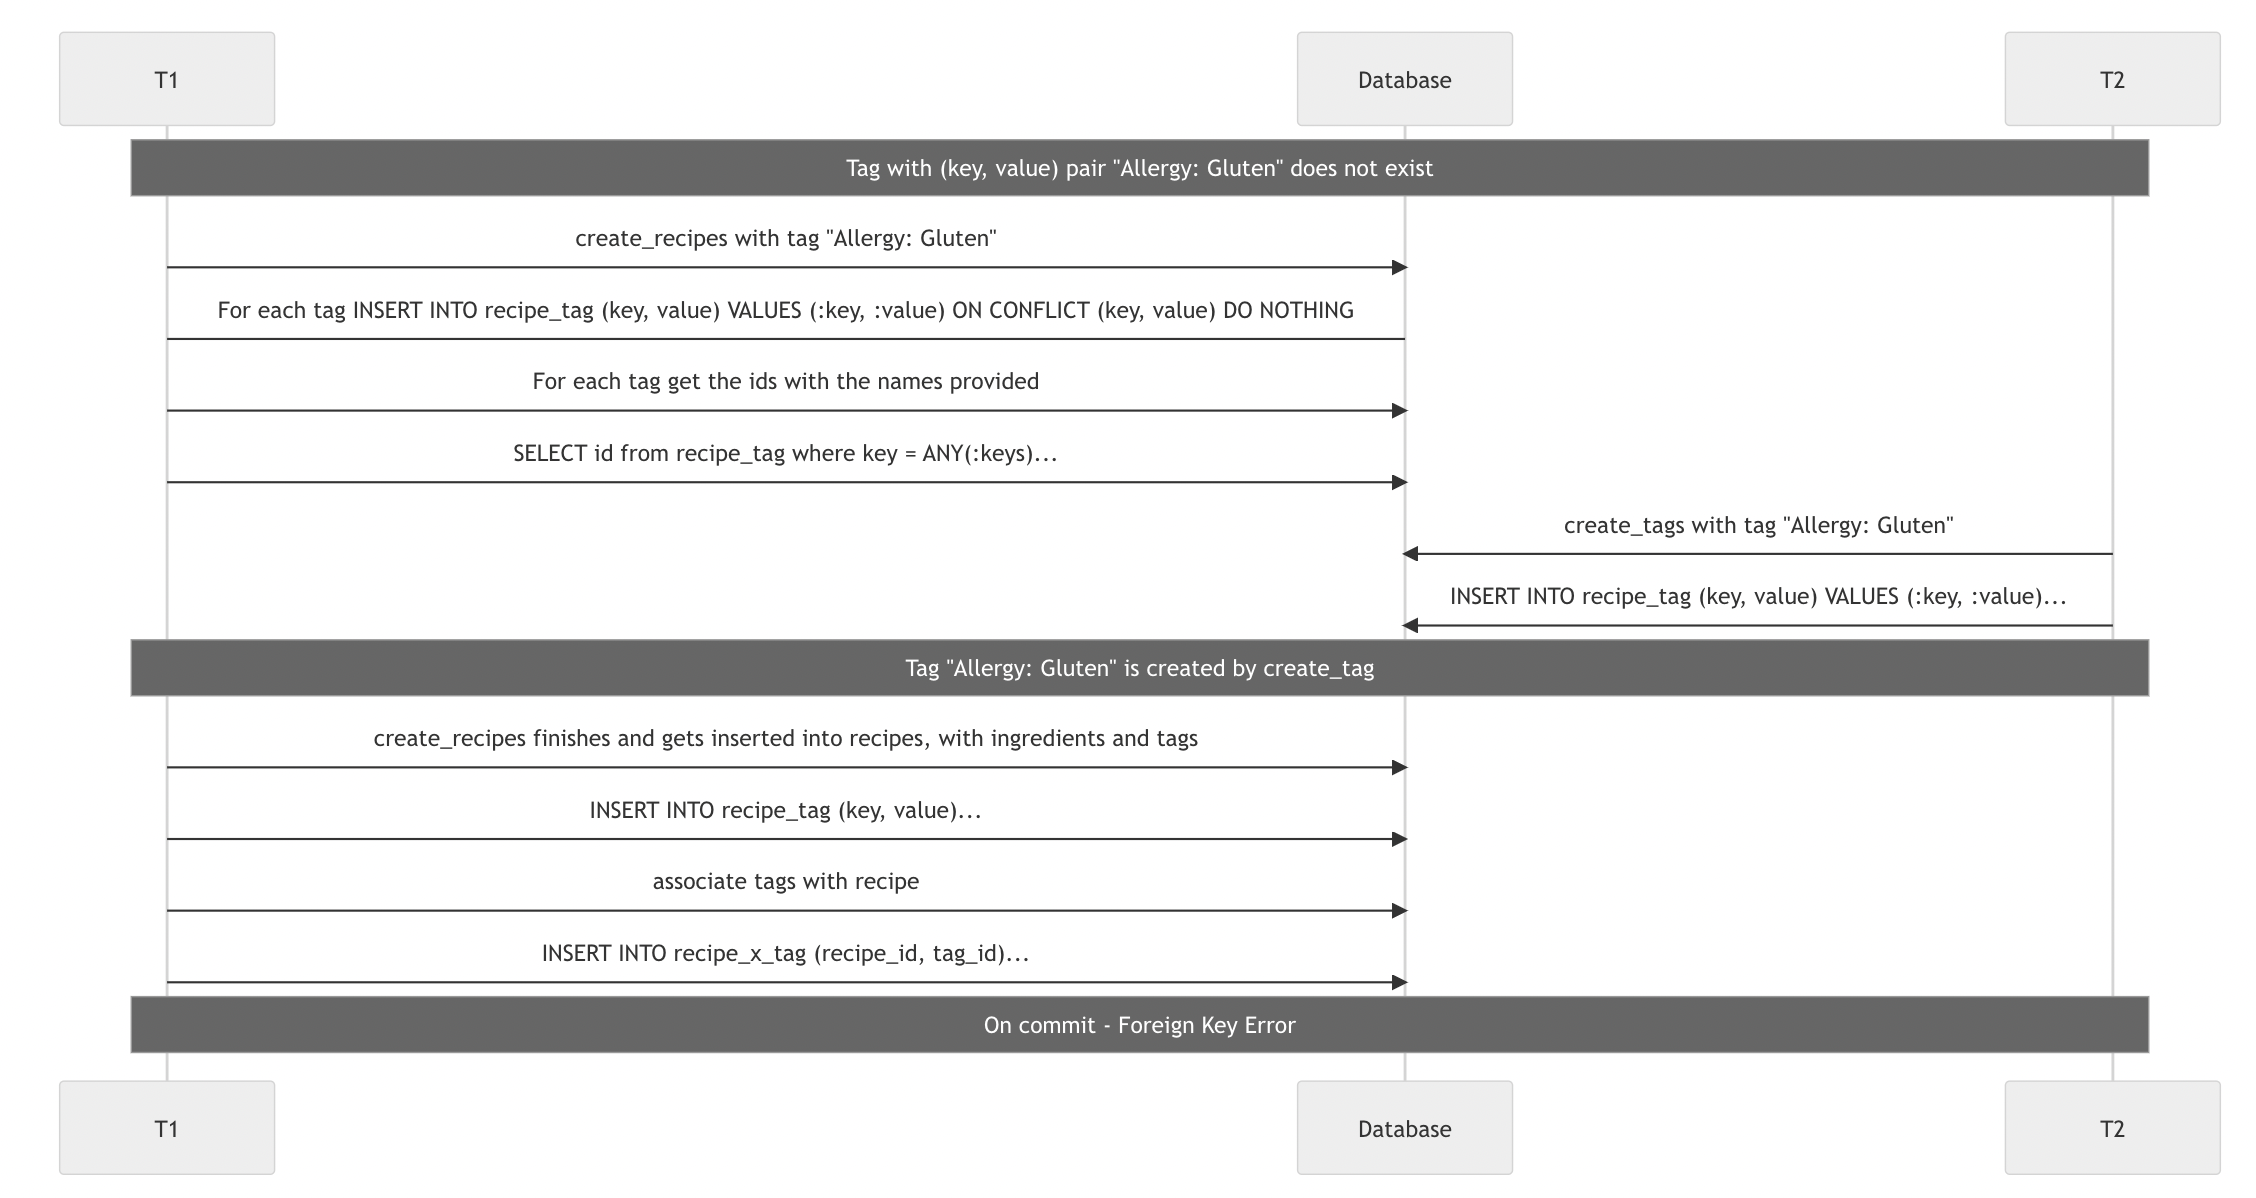 T1
Database
T2
Tag with (key, value) pair "Allergy: Gluten" does not exist
create_recipes with tag "Allergy: Gluten"
For each tag INSERT INTO recipe_tag (key, value) VALUES (:key, :value) ON CONFLICT (key, value) DO NOTHING
For each tag get the ids with the names provided
SELECT id from recipe_tag where key = ANY(:keys)...
create_tags with tag "Allergy: Gluten"
INSERT INTO recipe_tag (key, value) VALUES (:key, :value)...
Tag "Allergy: Gluten" is created by create_tag
create_recipes finishes and gets inserted into recipes, with ingredients and tags
INSERT INTO recipe_tag (key, value)...
associate tags with recipe
INSERT INTO recipe_x_tag (recipe_id, tag_id)...
On commit - Foreign Key Error
T1
Database
T2